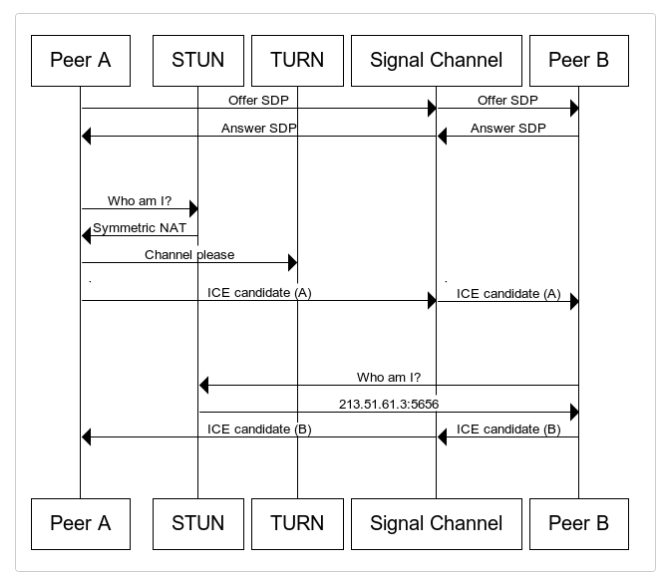 Peer A STUN TURN Signal Channel Peer B
Offer SDP Offer SDP
Answer SDP Answer SDP
Who am I?
Symmetric NAT
Channel please
. .
ICE candidate (A) ICE candidate (A)
Who am I?
213.51.61.3:5656
ICE candidate (B) ICE candidate (B)
Peer A STUN TURN Signal Channel Peer B